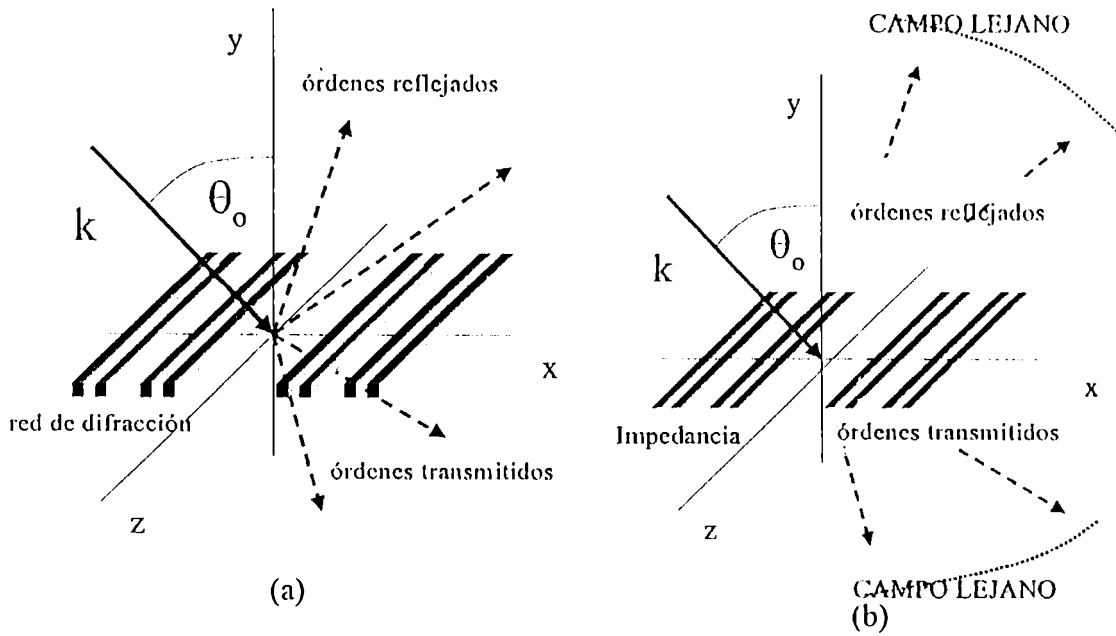 y
órdenes reflejados
θo
k
x
red de difracción
órdenes transmitidos
z
(a)
CAMPO LEJANO
y
órdenes reflejados
θo
k
x
Impedancia
órdenes transmitidos
z
CAMPO LEJANO
(b)